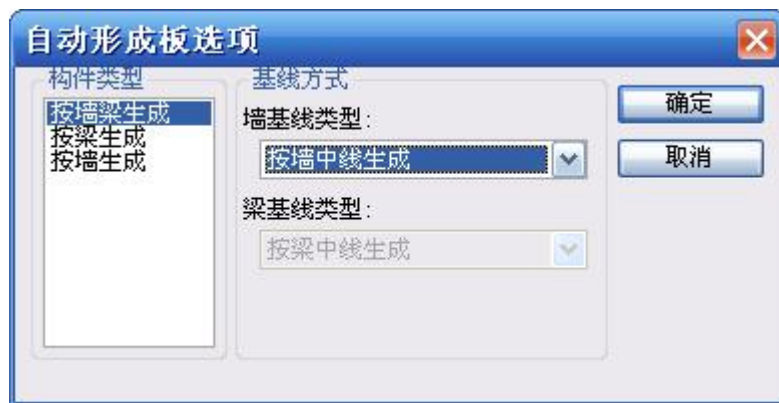 自动形成板选项
构件类型
按墙梁生成
按梁生成
按墙生成
基线方式
墙基线类型:
按墙中线生成
梁基线类型:
按梁中线生成
确定
取消